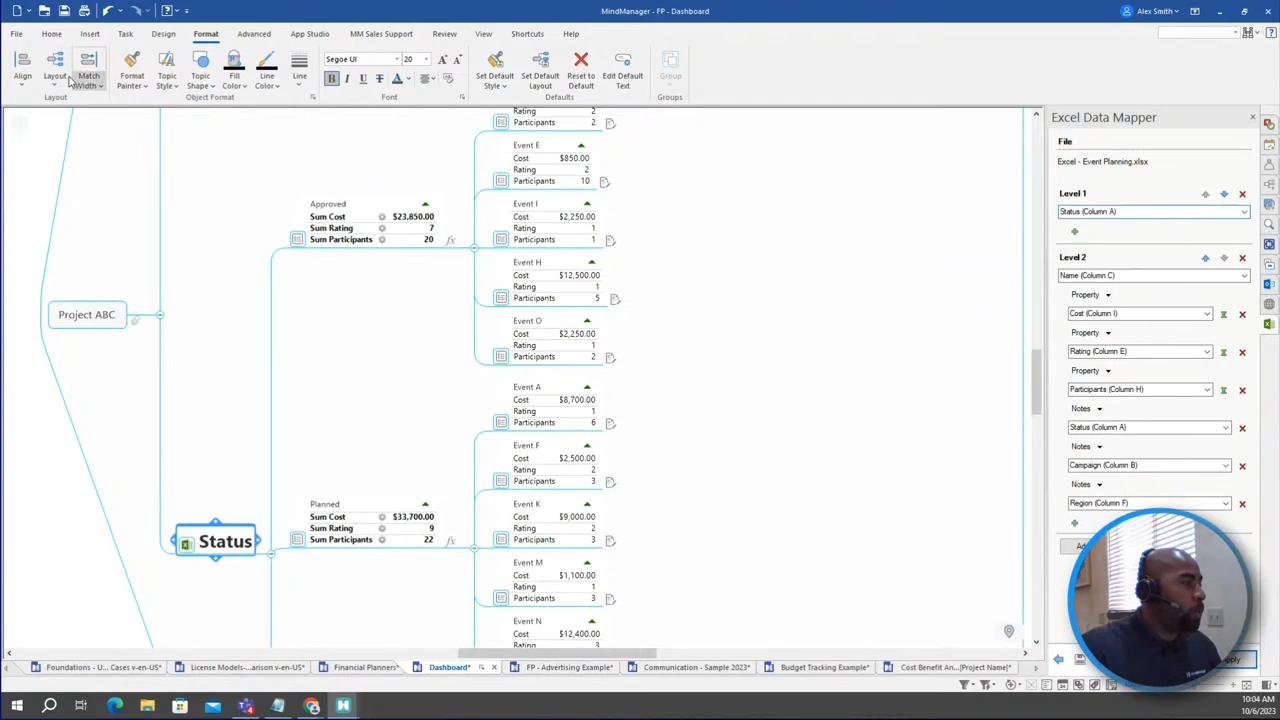 MindManager - FP - Dashboard
Alex Smith
File Home Insert Task Design Format Advanced App Studio MM Sales Support Review View Shortcuts Help
Align Layout Match Width Format Painter Topic Style Topic Shape Fill Color Line Color Line
Segoe UI 20
B I U
Set Default Style Set Default Layout Reset to Default Edit Default Text Group
Layout Object Format Font Defaults Groups
Rating 2
Participants 2
Event E
Cost $850.00
Rating 2
Participants 10
Approved
Sum Cost $23,850.00
Sum Rating 7
Sum Participants 20
fx
Event I
Cost $2,250.00
Rating 1
Participants 1
Event H
Cost $12,500.00
Rating 1
Participants 5
Project ABC
Event O
Cost $2,250.00
Rating 1
Participants 2
Event A
Cost $8,700.00
Rating 1
Participants 6
Event F
Cost $2,500.00
Rating 2
Participants 3
Status
Planned
Sum Cost $33,700.00
Sum Rating 9
Sum Participants 22
fx
Event K
Cost $9,000.00
Rating 2
Participants 3
Event M
Cost $1,100.00
Rating 1
Participants 3
Event N
Cost $12,400.00
Rating 3
Excel Data Mapper
File
Excel - Event Planning.xlsx
Level 1
Status (Column A)
Level 2
Name (Column C)
Property
Cost (Column I)
Property
Rating (Column E)
Property
Participants (Column H)
Notes
Status (Column A)
Notes
Campaign (Column B)
Notes
Region (Column F)
Foundations - U... Cases v-en-US*
License Models-...arison v-en-US*
Financial Planners*
Dashboard*
FP - Advertising Example*
Communication - Sample 2023*
Budget Tracking Example*
Cost Benefit An...[Project Name]*
10:04 AM
10/6/2023